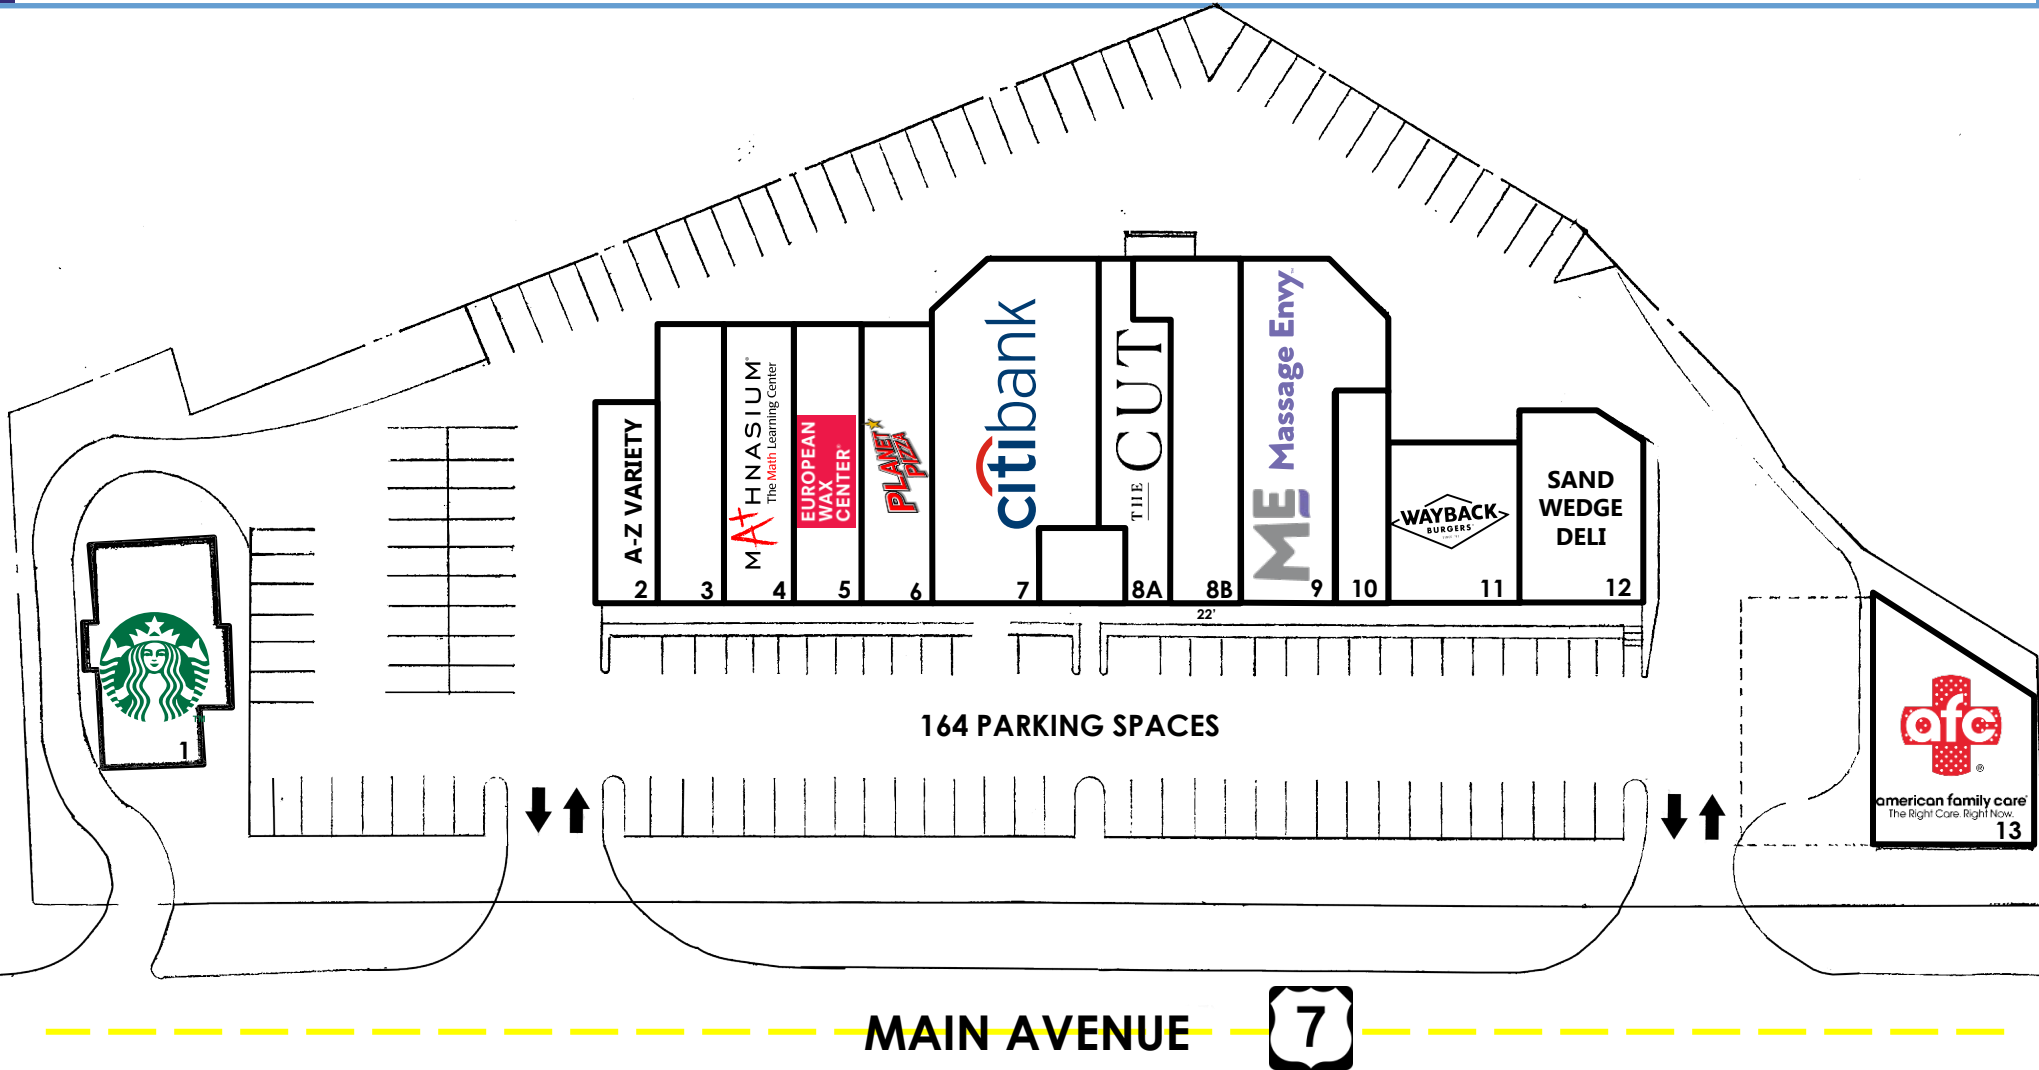 A-Z VARIETY
2
3
MATHNASIUM®
The Math Learning Center
4
EUROPEAN
WAX
CENTER®
5
PLANET
PIZZA
6
citibank
7
THE CUT
8A
8B
22'
ME Massage Envy
9
10
WAYBACK
BURGERS
11
SAND
WEDGE
DELI
12
TM
1
164 PARKING SPACES
afc
®
american family care®
The Right Care. Right Now.
13
MAIN AVENUE
7